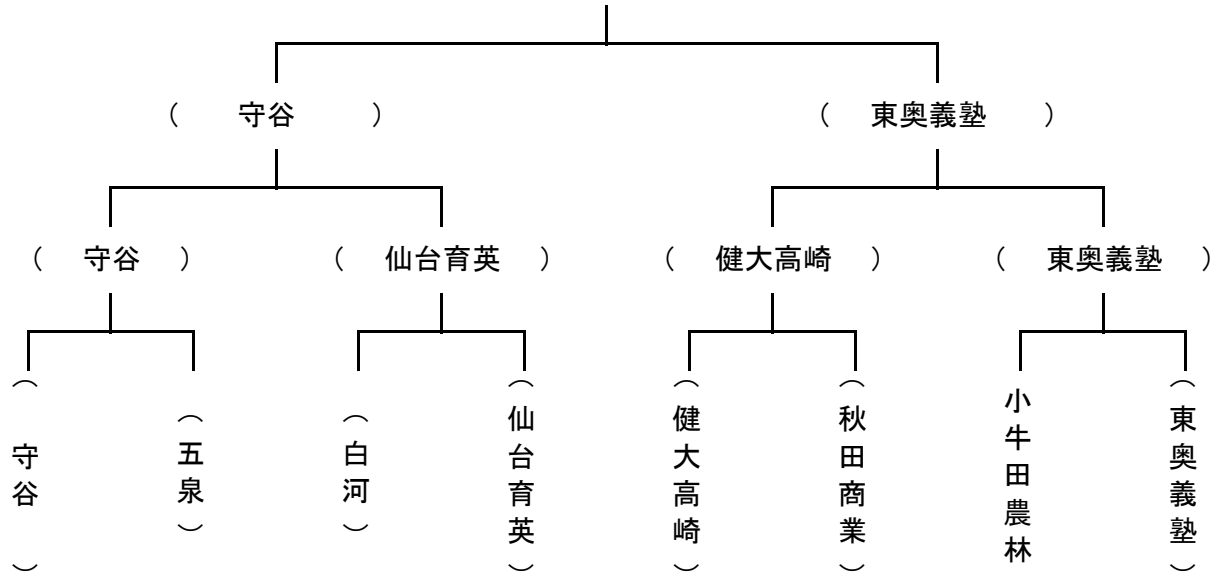 （　守谷　）
（　東奥義塾　）
（　守谷　）
（　仙台育英　）
（　健大高崎　）
（　東奥義塾　）
（　守谷　）
（五泉）
（白河）
（仙台育英）
（健大高崎）
（秋田商業）
小牛田農林
（東奥義塾）